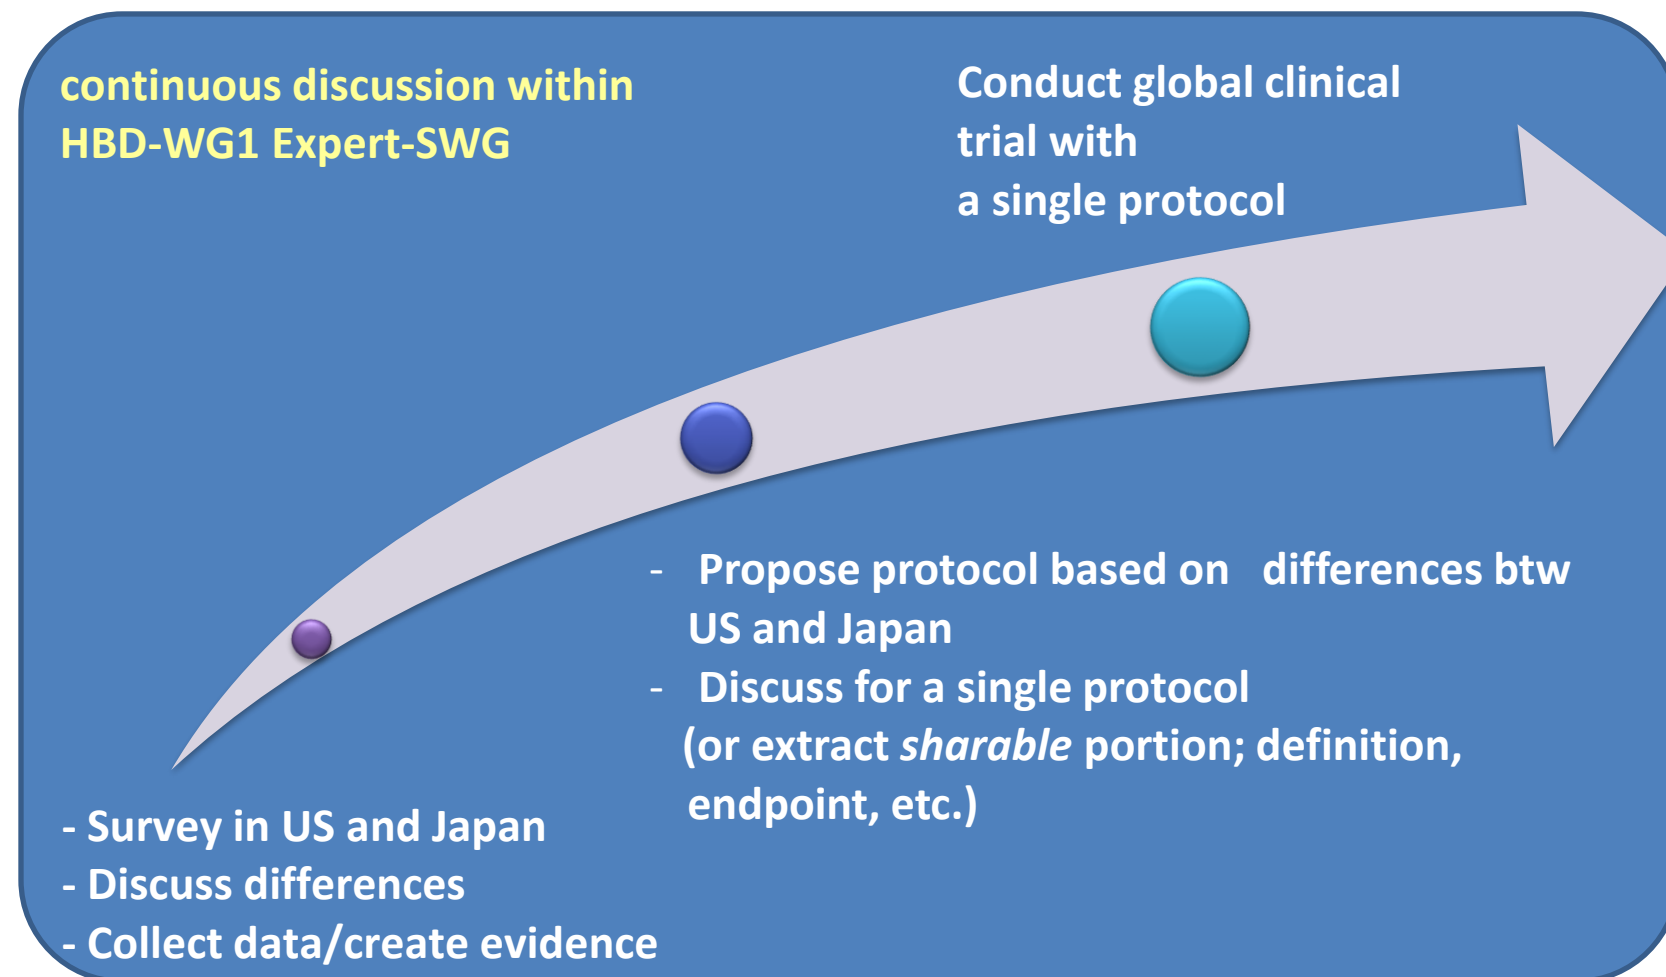 continuous discussion within
HBD-WG1 Expert-SWG
Conduct global clinical
trial with
a single protocol
- Propose protocol based on differences btw
US and Japan
- Discuss for a single protocol
(or extract sharable portion; definition,
endpoint, etc.)
- Survey in US and Japan
- Discuss differences
- Collect data/create evidence